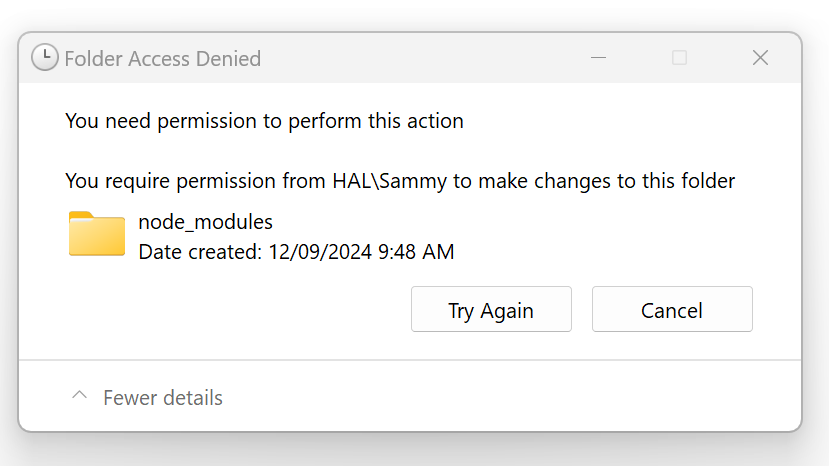 Folder Access Denied
You need permission to perform this action
You require permission from HAL\Sammy to make changes to this folder
node_modules
Date created: 12/09/2024 9:48 AM
Try Again
Cancel
Fewer details